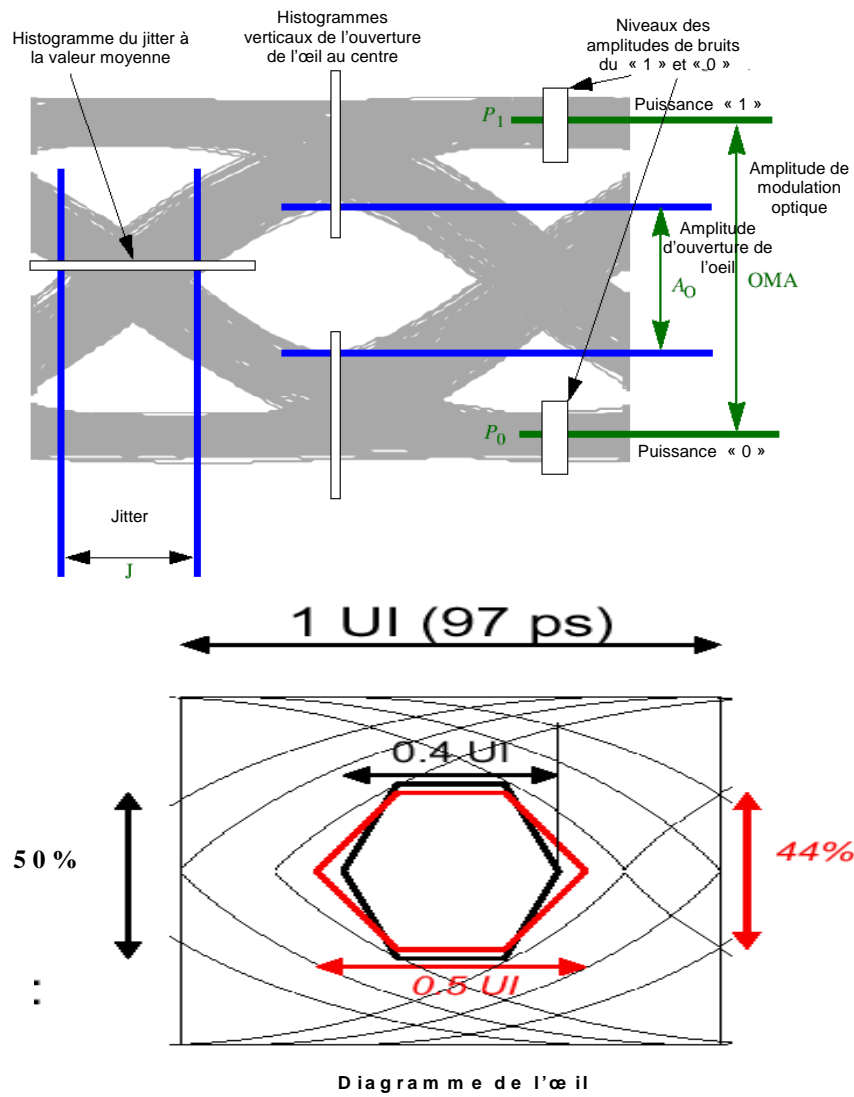 Histogramme du jitter à
la valeur moyenne
Histogrammes
verticaux de l'ouverture
de l'œil au centre
Niveaux des
amplitudes de bruits
du « 1 » et « 0 »
P1
Puissance « 1 »
Amplitude de
modulation
optique
Amplitude
d'ouverture de
l'oeil
AO
OMA
P0
Puissance « 0 »
Jitter
J
1 UI (97 ps)
0.4 UI
50%
44%
0.5 UI
:
Diagramme de l'œil